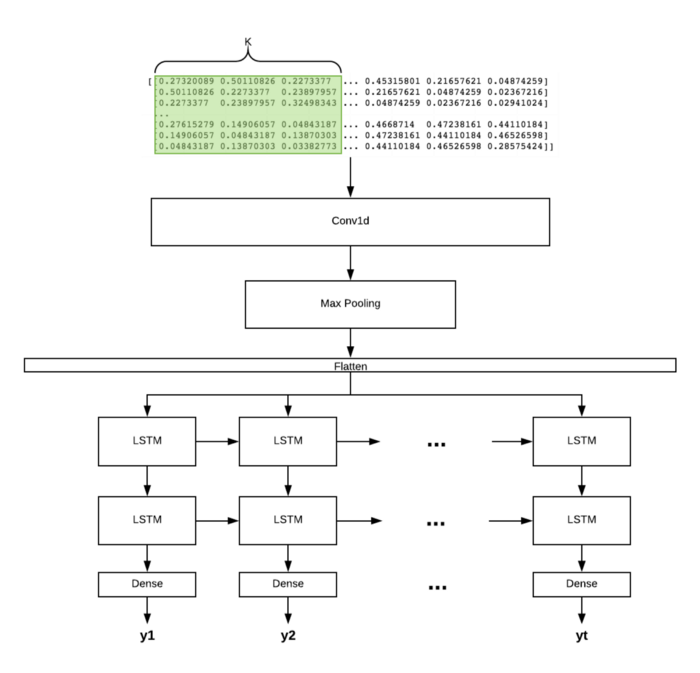 K
[ 0.27320089 0.50110826 0.2273377 ... 0.45315801 0.21657621 0.04874259]
[0.50110826 0.2273377 0.23897957 ... 0.21657621 0.04874259 0.02367216]
[0.2273377 0.23897957 0.32498343 ... 0.04874259 0.02367216 0.02941024]
...
[0.27615279 0.14906057 0.04843187 ... 0.4668714 0.47238161 0.44110184]
[0.14906057 0.04843187 0.13870303 ... 0.47238161 0.44110184 0.46526598]
[0.04843187 0.13870303 0.03382773 ... 0.44110184 0.46526598 0.28575424]]
Conv1d
Max Pooling
Flatten
LSTM LSTM ... LSTM
LSTM LSTM ... LSTM
Dense Dense ... Dense
y1 y2 yt